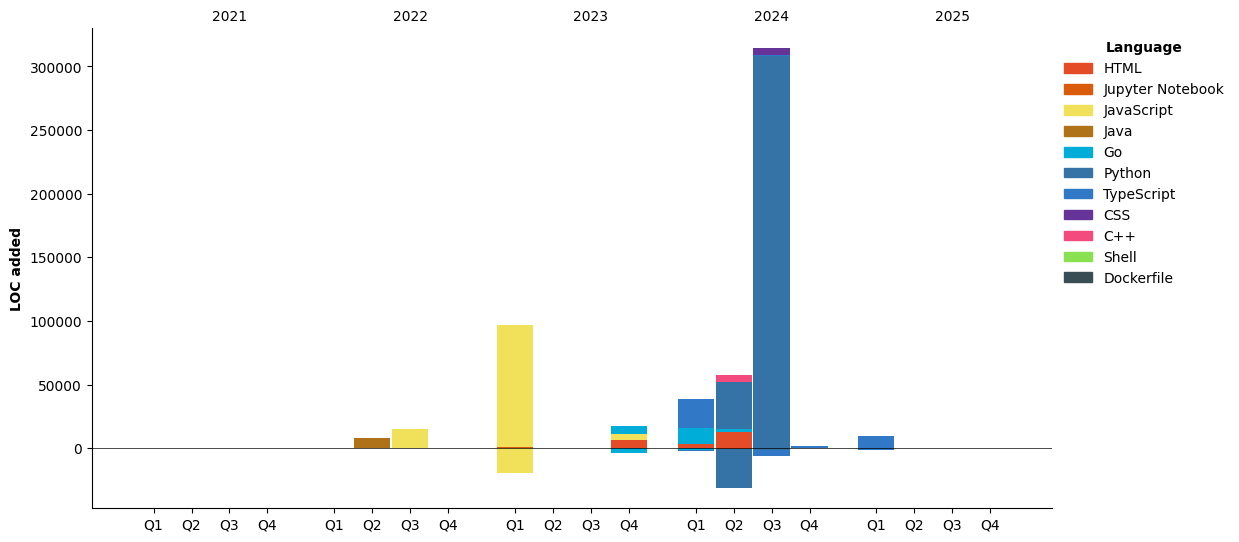 2021 2022 2023 2024 2025
300000
250000
200000
150000
100000
50000
0
LOC added
Q1 Q2 Q3 Q4 Q1 Q2 Q3 Q4 Q1 Q2 Q3 Q4 Q1 Q2 Q3 Q4 Q1 Q2 Q3 Q4
Language
HTML
Jupyter Notebook
JavaScript
Java
Go
Python
TypeScript
CSS
C++
Shell
Dockerfile